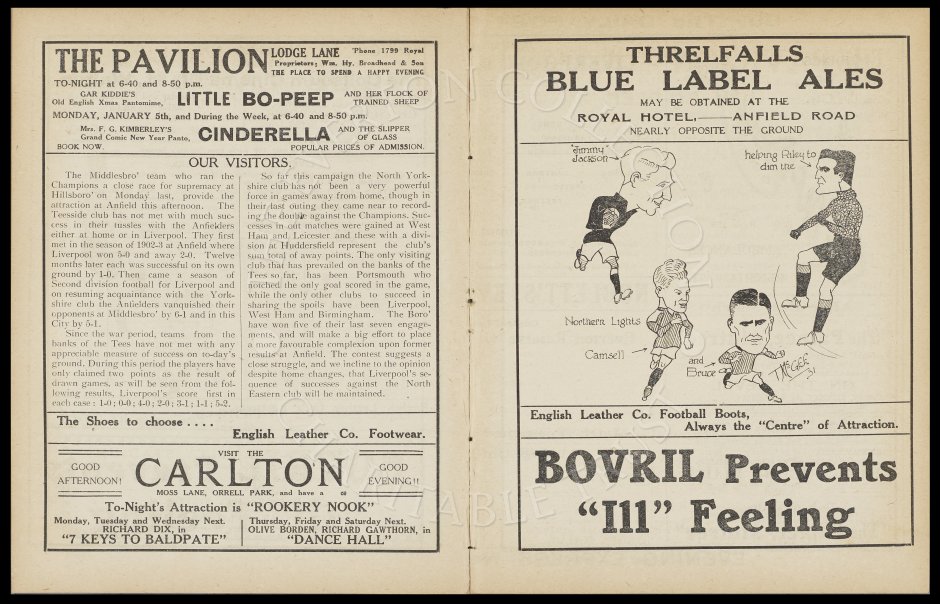 THE PAVILION
LODGE LANE 'Phone 1799 Royal
Proprietors; Wm. Hy. Broadhead & Son
THE PLACE TO SPEND A HAPPY EVENING
TO-NIGHT at 6-40 and 8-50 p.m.
GAR KIDDIE'S
Old English Xmas Pantomime,
LITTLE BO-PEEP
AND HER FLOCK OF
TRAINED SHEEP
MONDAY, JANUARY 5th, and During the Week, at 6-40 and 8-50 p.m.
Mrs. F. G. KIMBERLEY'S
Grand Comic New Year Panto,
CINDERELLA
AND THE SLIPPER
OF GLASS
BOOK NOW.
POPULAR PRICES OF ADMISSION.
OUR VISITORS.
The Middlesbro' team who ran the
Champions a close race for supremacy at
Hillsboro' on Monday last, provide the
attraction at Anfield this afternoon. The
Teesside club has not met with much suc-
cess in their tussles with the Anfielders
either at home or in Liverpool. They first
met in the season of 1902-3 at Anfield where
Liverpool won 5-0 and away 2-0. Twelve
months later each was successful on its own
ground by 1-0. Then came a season of
Second division football for Liverpool and
on resuming acquaintance with the York-
shire club the Anfielders vanquished their
opponents at Middlesbro' by 6-1 and in this
City by 5-1.
Since the war period, teams from the
banks of the Tees have not met with any
appreciable measure of success on to-day's
ground. During this period the players have
only claimed two points as the result of
drawn games, as will be seen from the fol-
lowing results, Liverpool's score first in
each case: 1-0; 0-0; 4-0; 2-0; 3-1; 1-1; 5-2.
So far this campaign the North York-
shire club has not been a very powerful
force in games away from home, though in
their last outing they came near to record-
ing the double against the Champions. Suc-
cesses in out matches were gained at West
Ham and Leicester and these with a divi-
sion at Huddersfield represent the club's
sum total of away points. The only visiting
club that has prevailed on the banks of the
Tees so far, has been Portsmouth who
notched the only goal scored in the game,
while the only other clubs to succeed in
sharing the spoils have been Liverpool,
West Ham and Birmingham. The Boro'
have won five of their last seven engage-
ments, and will make a big effort to place
a more favourable complexion upon former
results at Anfield. The contest suggests a
close struggle, and we incline to the opinion
despite home changes, that Liverpool's se-
quence of successes against the North
Eastern club will be maintained.
The Shoes to choose ....
English Leather Co. Footwear.
GOOD
AFTERNOON!
VISIT THE
CARLTON
MOSS LANE, ORRELL PARK, and have a
GOOD
EVENING!!
To-Night's Attraction is "ROOKERY NOOK"
Monday, Tuesday and Wednesday Next.
RICHARD DIX, in
"7 KEYS TO BALDPATE"
Thursday, Friday and Saturday Next.
OLIVE BORDEN, RICHARD GAWTHORN, in
"DANCE HALL"
THRELFALLS
BLUE LABEL ALES
MAY BE OBTAINED AT THE
ROYAL HOTEL,——ANFIELD ROAD
NEARLY OPPOSITE THE GROUND
"Jimmy"
Jackson
helping Riley to
dim the
Northern Lights
Camsell
and
Bruce
T. McGEE
31
English Leather Co. Football Boots,
Always the "Centre" of Attraction.
BOVRIL Prevents
"Ill" Feeling